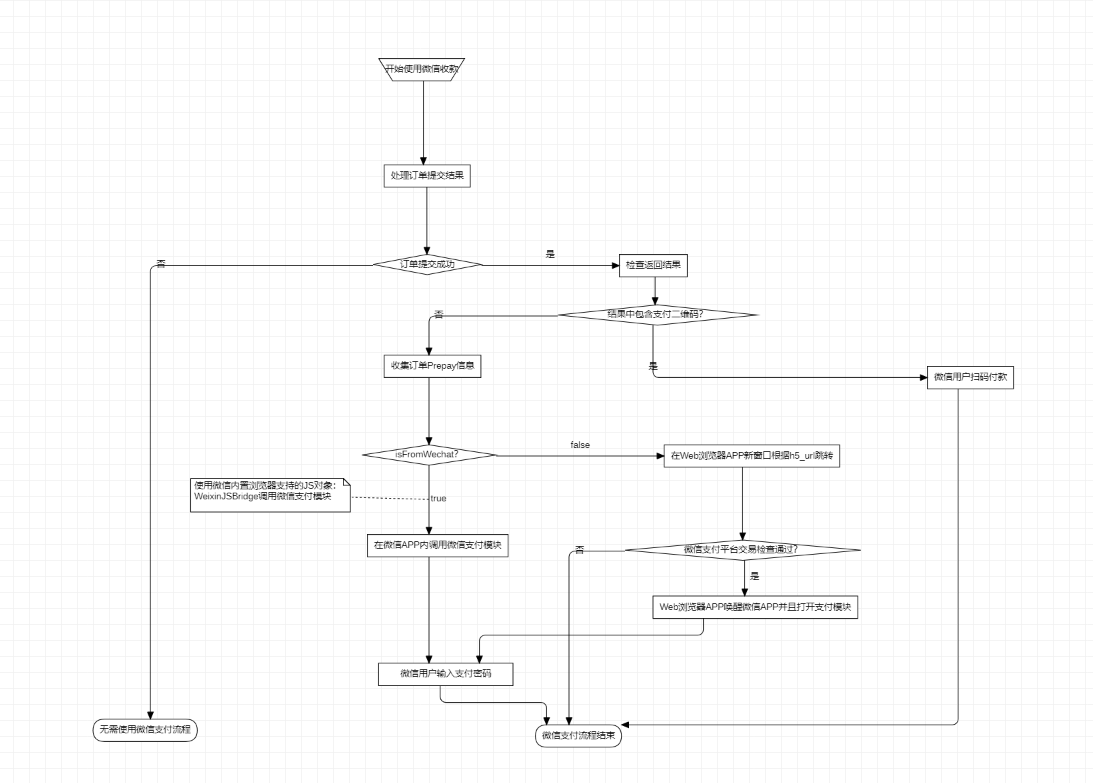 开始使用微信收款
处理订单提交结果
否
订单提交成功
是
检查返回结果
结果中包含支付二维码?
否
收集订单Prepay信息
是
微信用户扫码付款
isFromWechat?
false
在Web浏览器APP新窗口根据h5_url跳转
使用微信内置浏览器支持的JS对象:
WeixinJSBridge调用微信支付模块
true
在微信APP内调用微信支付模块
否
微信支付平台交易检查通过?
是
Web浏览器APP唤醒微信APP并且打开支付模块
微信用户输入支付密码
无需使用微信支付流程
微信支付流程结束